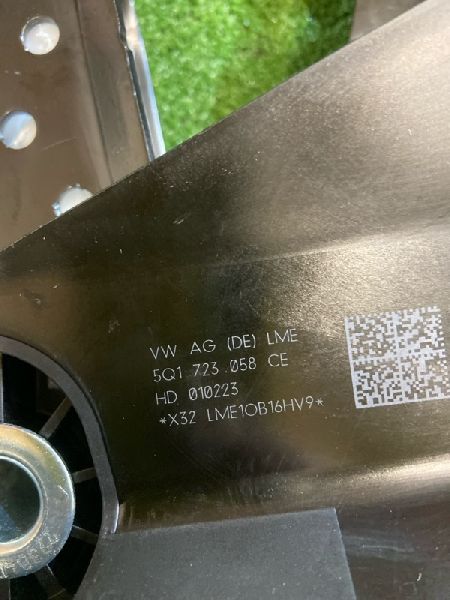 VW AG (DE) LME
5Q1 723 058 CE
HD 010223
*X32 LME10B16HV9*